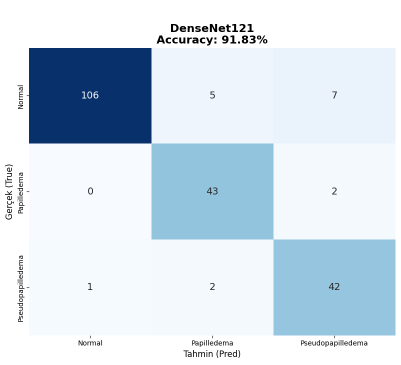 DenseNet121
Accuracy: 91.83%
Gerçek (True)
Normal
106
5
7
Papilledema
0
43
2
Pseudopapilledema
1
2
42
Normal
Papilledema
Pseudopapilledema
Tahmin (Pred)